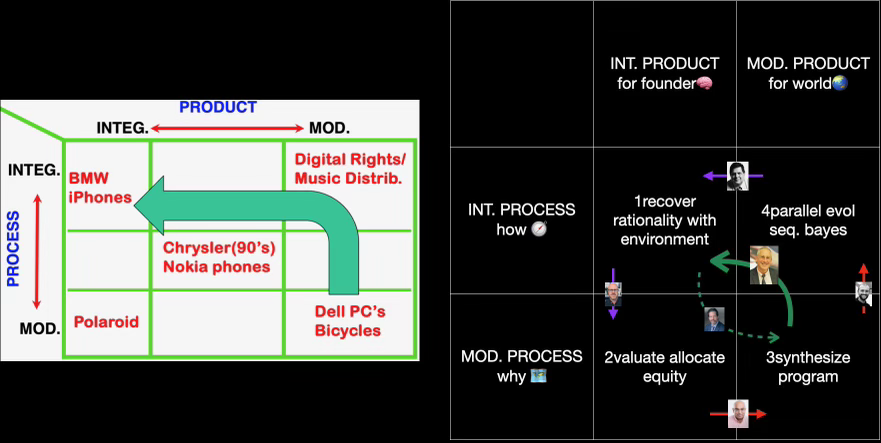 PRODUCT
INTEG.
MOD.
INTEG.
PROCESS
MOD.
BMW
iPhones
Digital Rights/
Music Distrib.
Chrysler(90's)
Nokia phones
Polaroid
Dell PC's
Bicycles
INT. PRODUCT
for founder🧠
MOD. PRODUCT
for world🌏
INT. PROCESS
how 🧭
1recover
rationality with
environment
4parallel evol
seq. bayes
MOD. PROCESS
why
2valuate allocate
equity
3synthesize
program